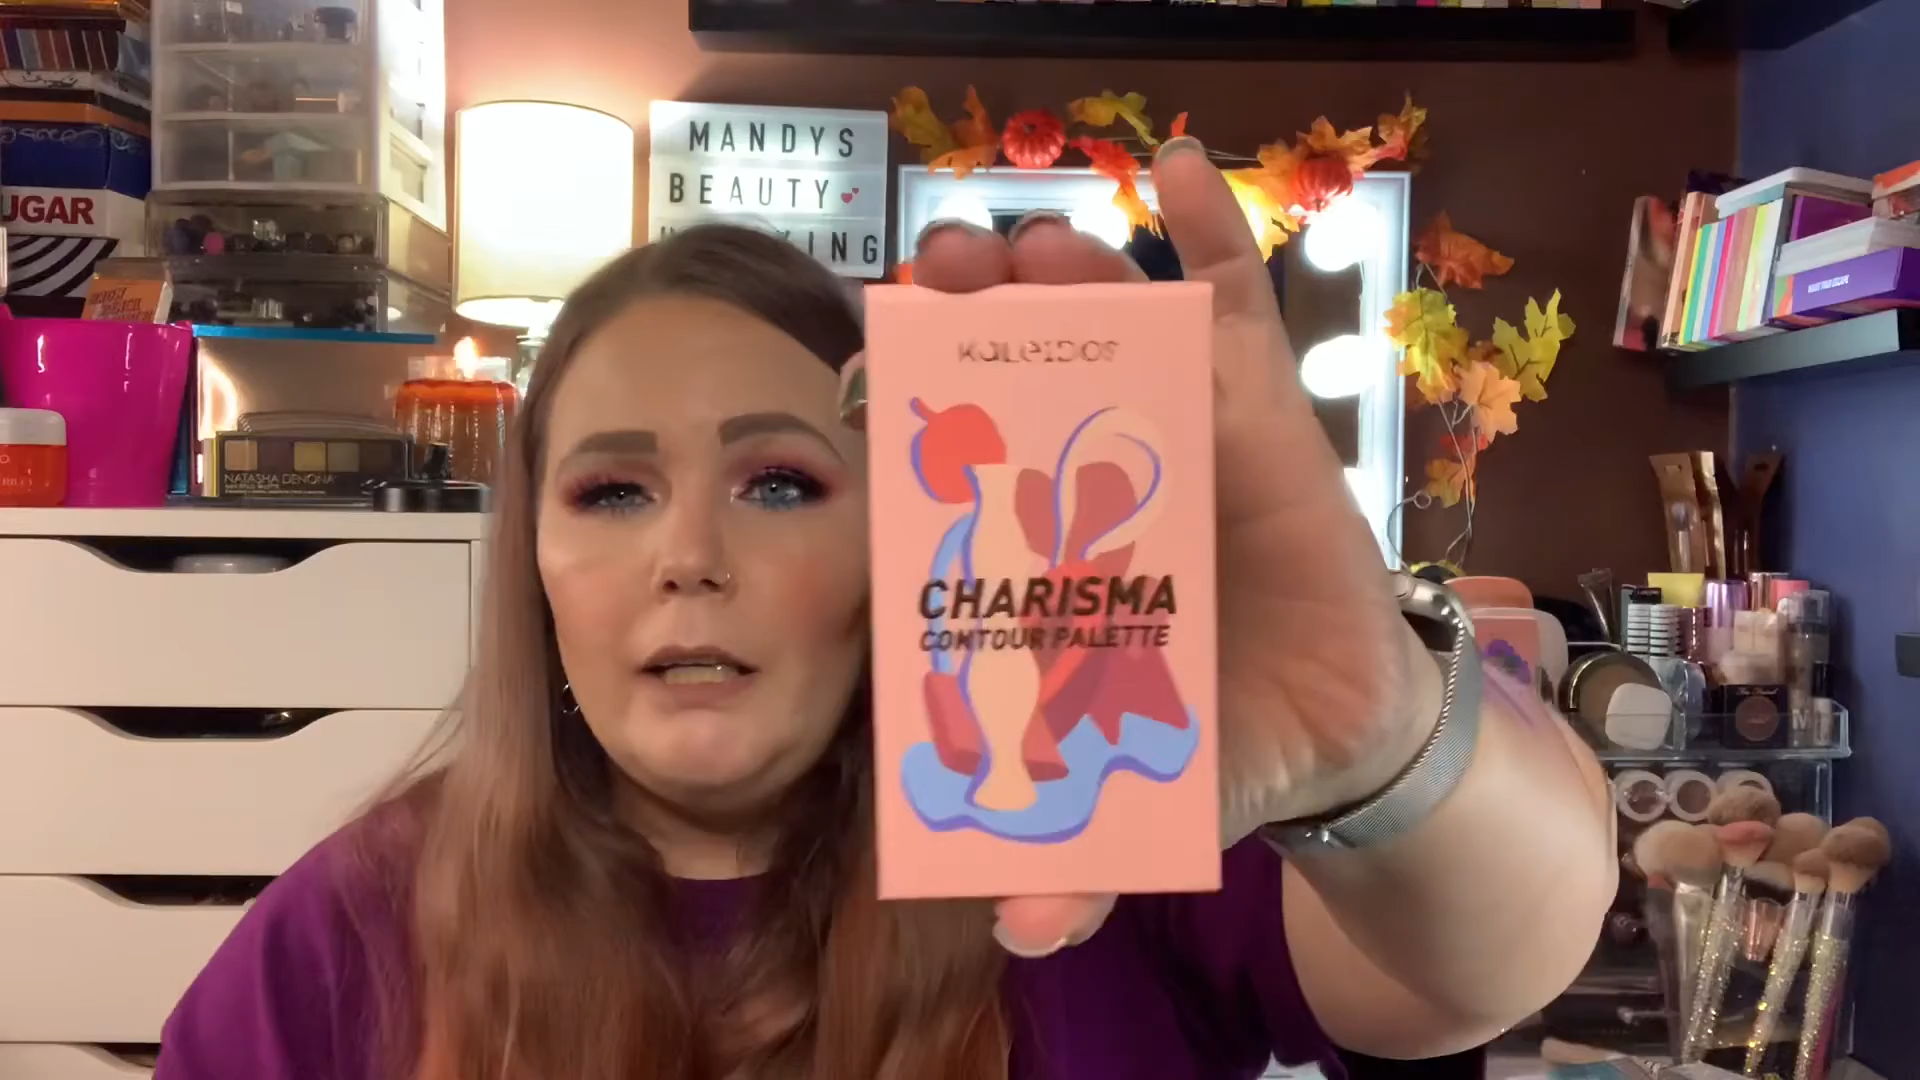 MANDYS
BEAUTY
ING
UGAR
NATASHA DENONA
KaLeIDOS
CHARISMA
CONTOUR PALETTE